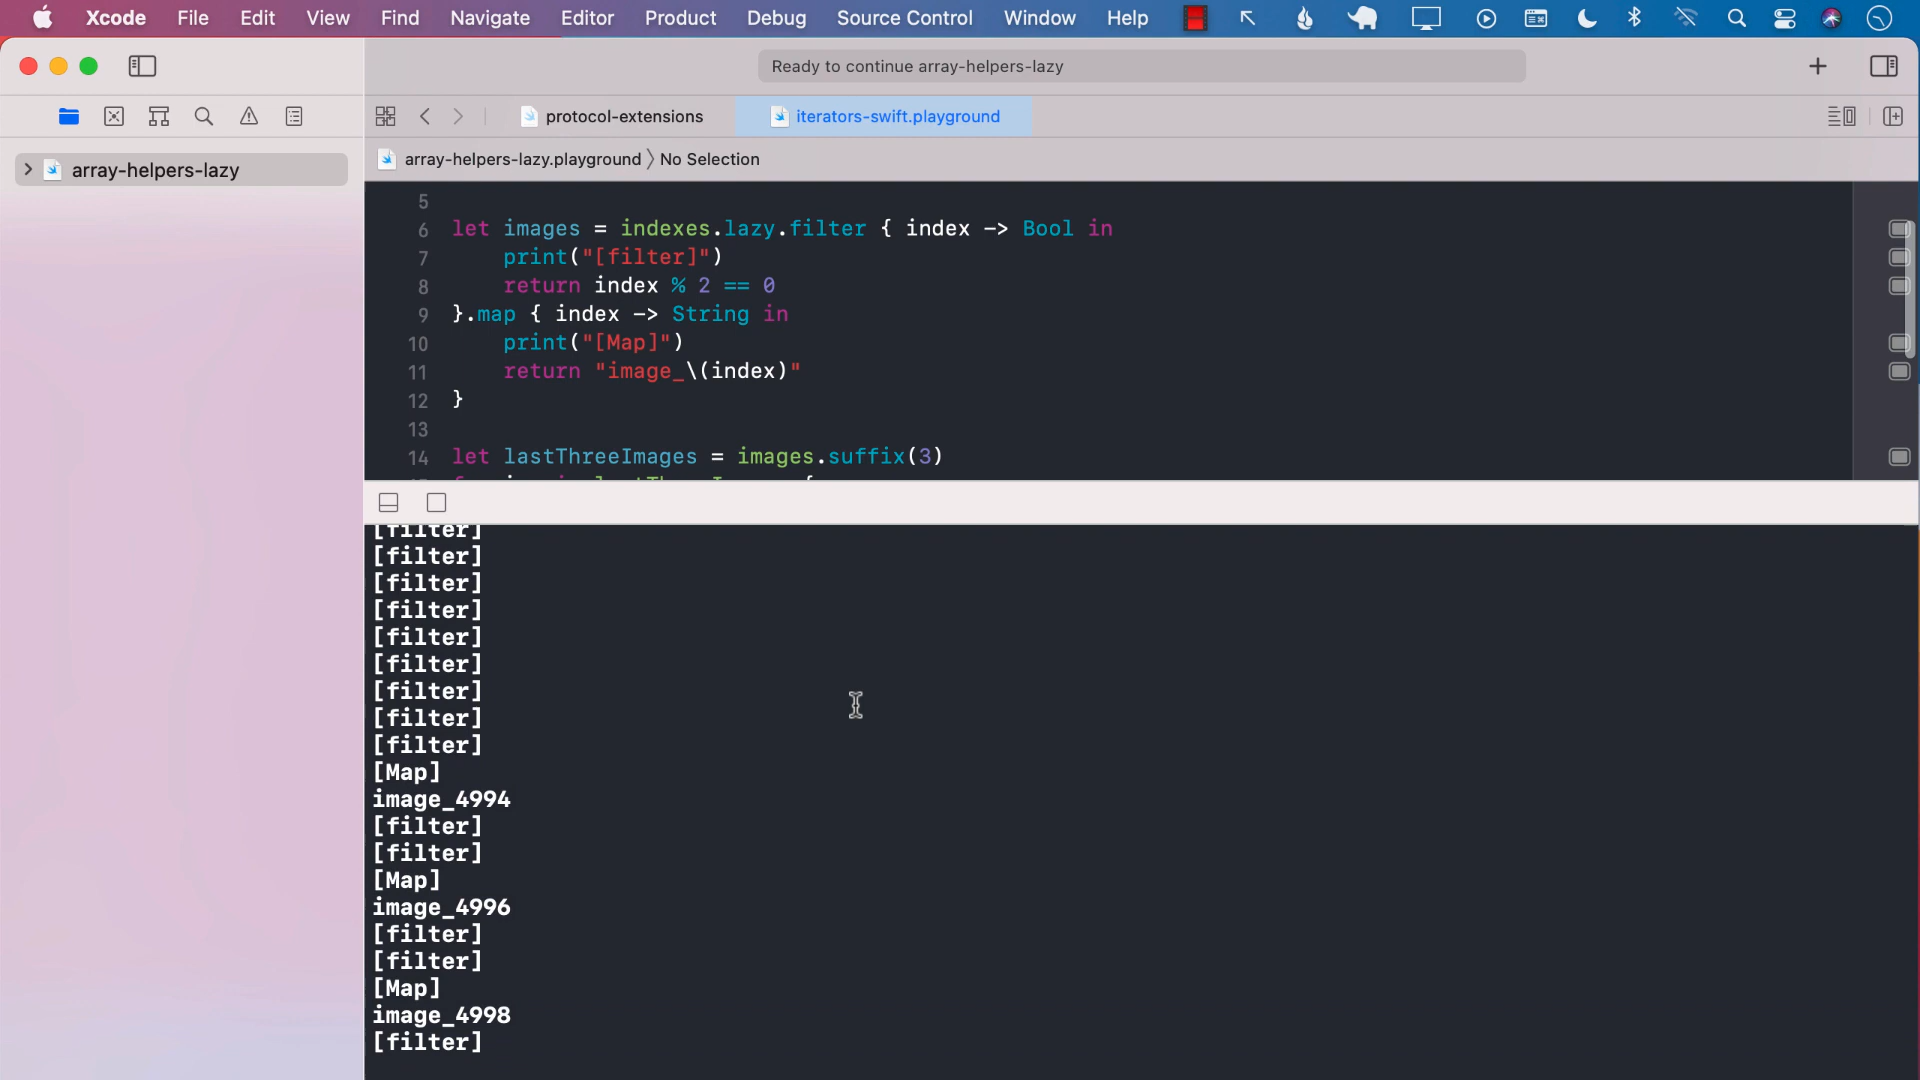 Xcode File Edit View Find Navigate Editor Product Debug Source Control Window Help
Ready to continue array-helpers-lazy
protocol-extensions iterators-swift.playground
array-helpers-lazy
array-helpers-lazy.playground 〉 No Selection
5
6 let images = indexes.lazy.filter { index -> Bool in
7 print("[filter]")
8 return index % 2 == 0
9 }.map { index -> String in
10 print("[Map]")
11 return "image_\(index)"
12 }
13
14 let lastThreeImages = images.suffix(3)
[filter]
[filter]
[filter]
[filter]
[filter]
[filter]
[filter]
[filter]
[filter]
[Map]
image_4994
[filter]
[filter]
[Map]
image_4996
[filter]
[filter]
[Map]
image_4998
[filter]